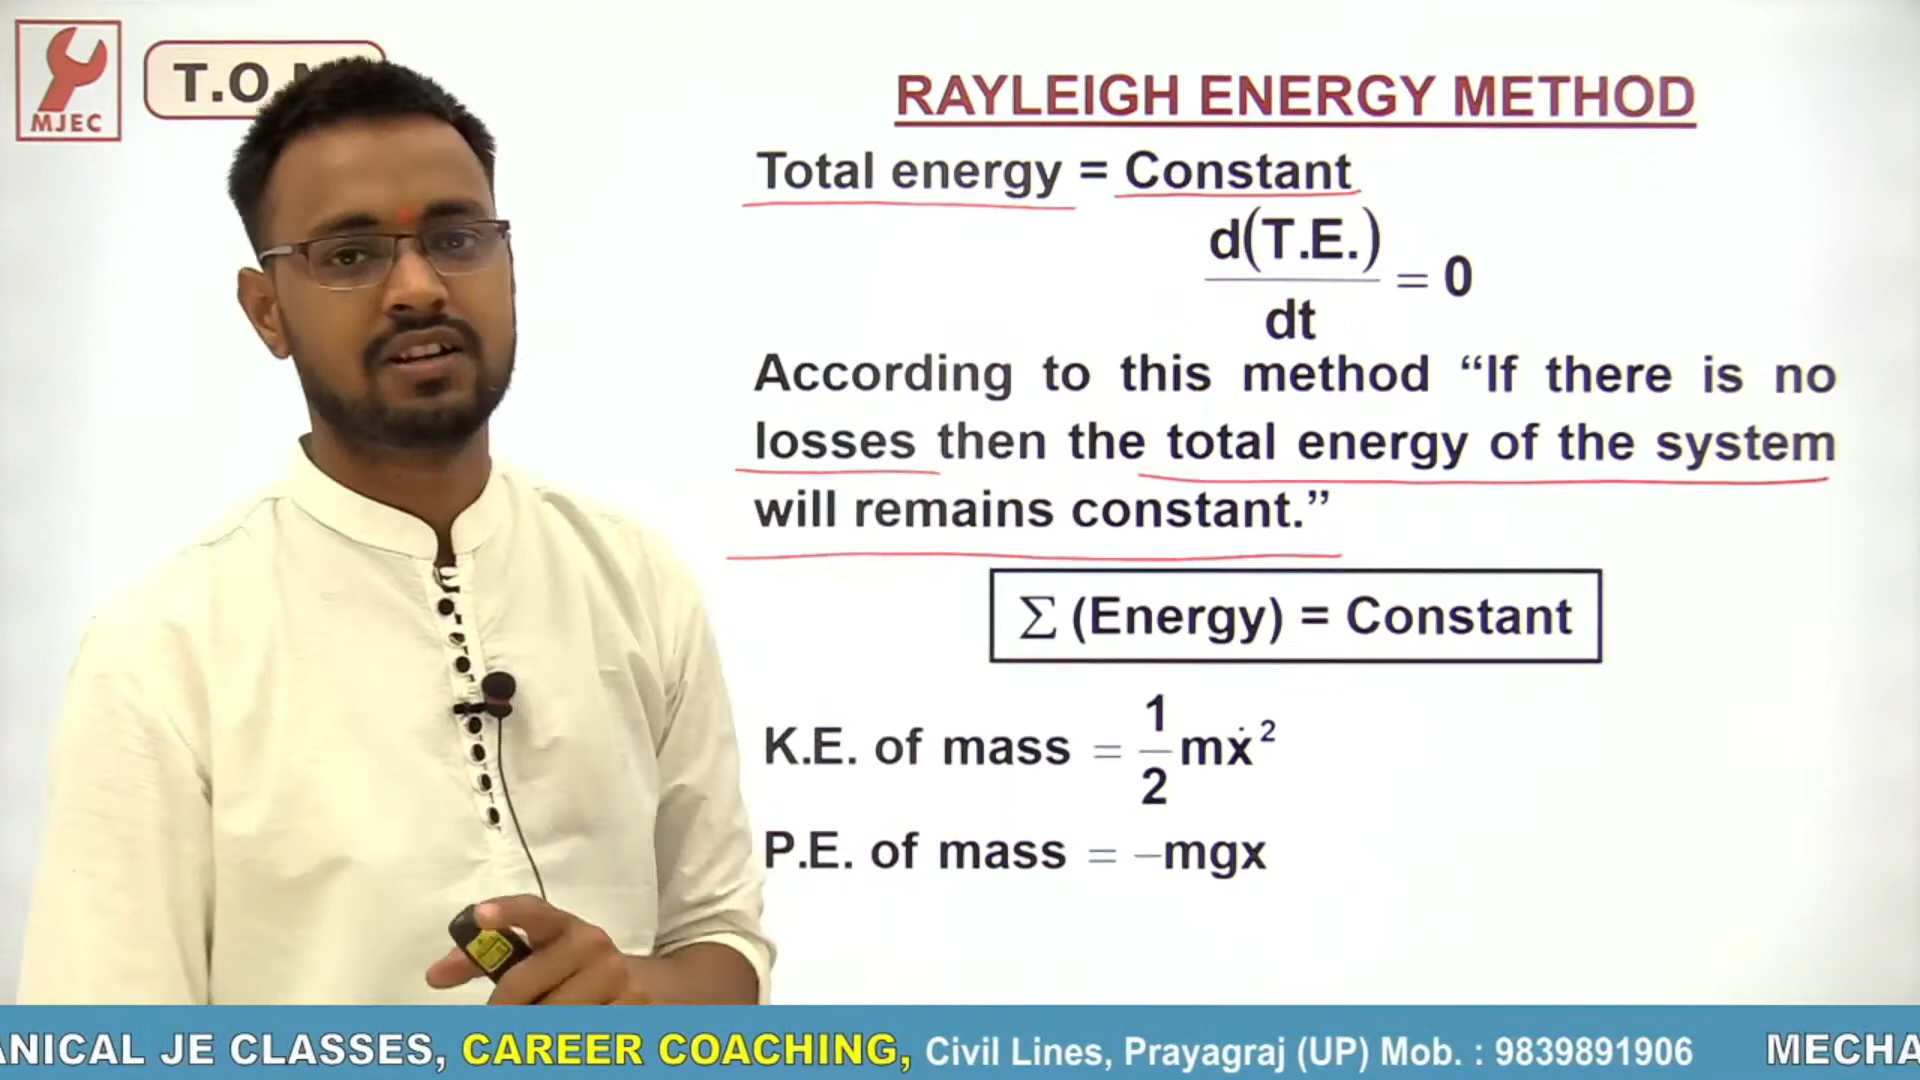 MJEC
T.O.
RAYLEIGH ENERGY METHOD
Total energy = Constant
d(T.E.)
dt
= 0
According to this method “If there is no
losses then the total energy of the system
will remains constant.”
∑ (Energy) = Constant
K.E. of mass = 1/2 mẋ²
P.E. of mass = –mgx
ANICAL JE CLASSES, CAREER COACHING, Civil Lines, Prayagraj (UP) Mob. : 9839891906 MECHA